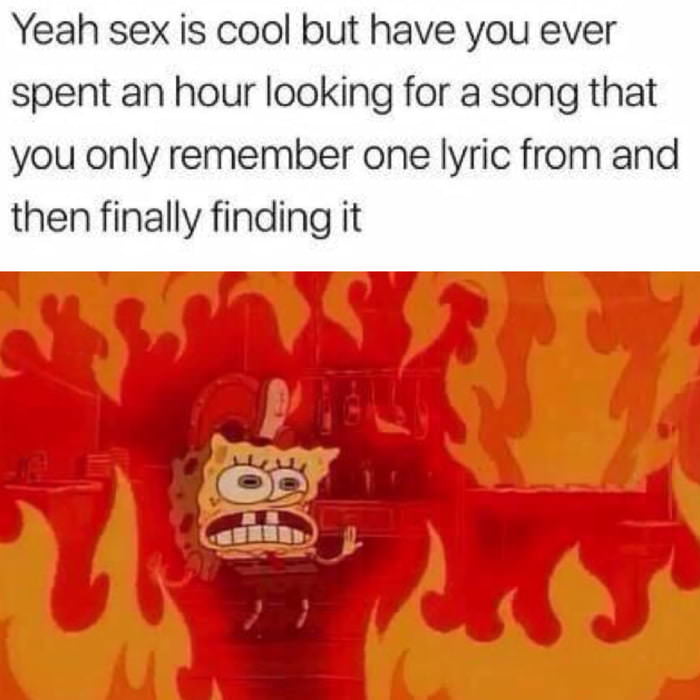 Yeah sex is cool but have you ever
spent an hour looking for a song that
you only remember one lyric from and
then finally finding it